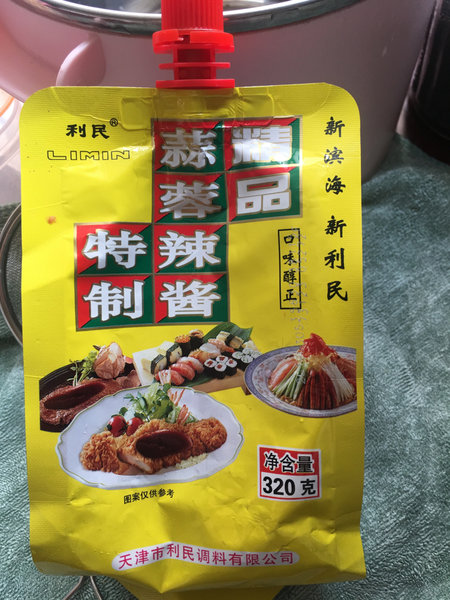 利民®
LIMIN
精品
蒜蓉辣酱
特制
新滨海 新利民
口味醇正
净含量
320克
图案仅供参考
天津市利民调料有限公司